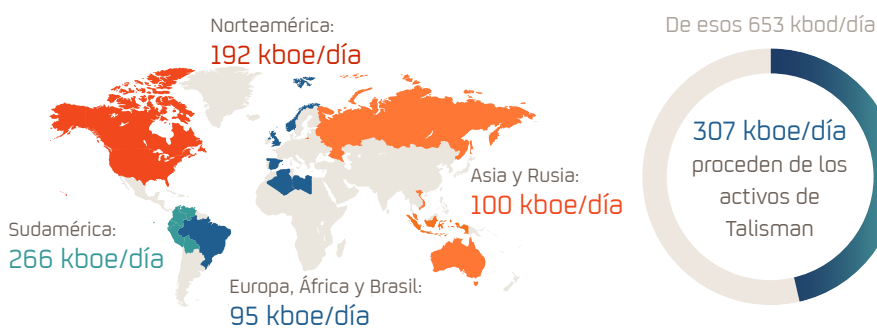 Norteamérica:
192 kboe/día
Asia y Rusia:
100 kboe/día
Sudamérica:
266 kboe/día
Europa, África y Brasil:
95 kboe/día
De esos 653 kbod/día
307 kboe/día
proceden de los
activos de
Talisman